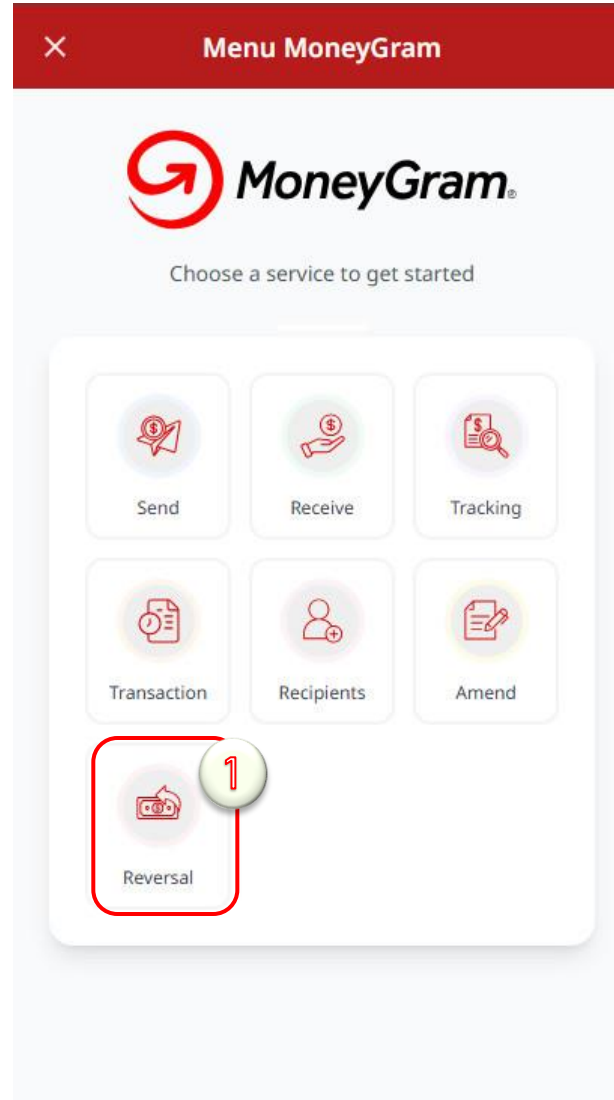 Menu MoneyGram
MoneyGram®
Choose a service to get started
Send
Receive
Tracking
Transaction
Recipients
Amend
1
Reversal